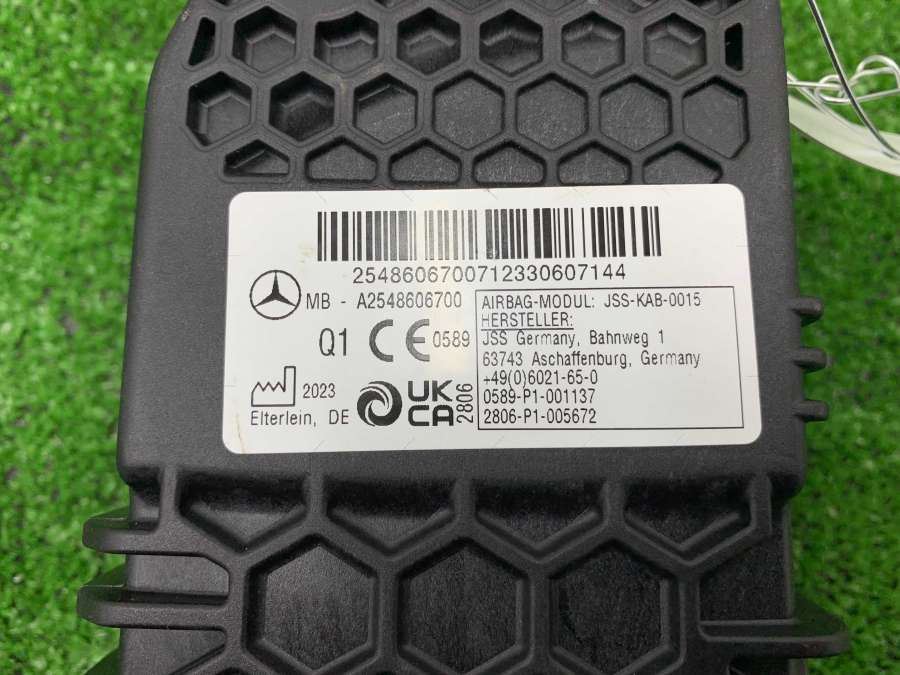 2548606700712330607144
MB - A2548606700
Q1 CE 0589
2023
Elterlein, DE
UK
CA
2806
AIRBAG-MODUL: JSS-KAB-0015
HERSTELLER:
JSS Germany, Bahnweg 1
63743 Aschaffenburg, Germany
+49(0)6021-65-0
0589-P1-001137
2806-P1-005672